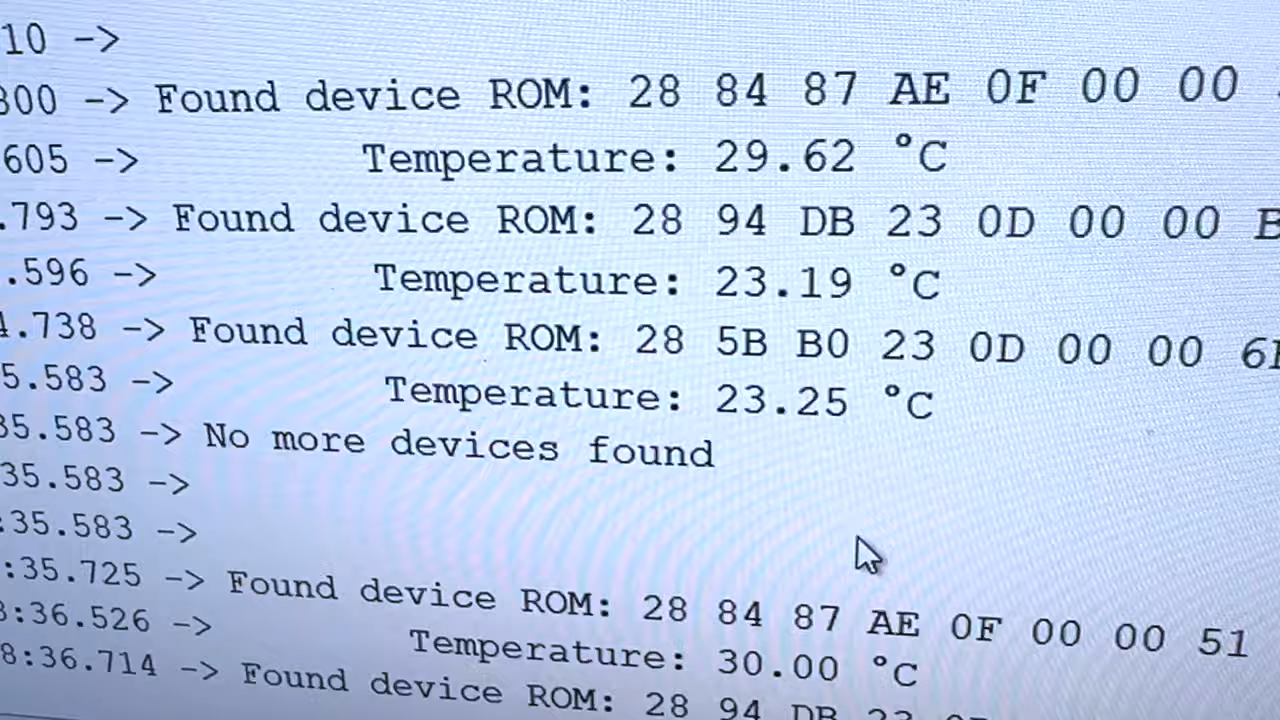 10 ->
300 -> Found device ROM: 28 84 87 AE 0F 00 00
605 -> Temperature: 29.62 °C
.793 -> Found device ROM: 28 94 DB 23 0D 00 00 B
.596 -> Temperature: 23.19 °C
4.738 -> Found device ROM: 28 5B B0 23 0D 00 00 6
5.583 -> Temperature: 23.25 °C
35.583 -> No more devices found
35.583 ->
:35.583 ->
:35.725 -> Found device ROM: 28 84 87 AE 0F 00 00 51
8:36.526 -> Temperature: 30.00 °C
8:36.714 -> Found device ROM: 28 94 DB 23